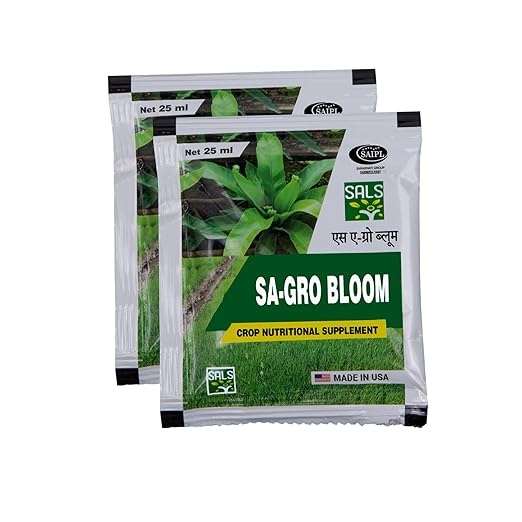 Net 25 ml
Net 25 ml
SAIPL
SALS
एस ए-ग्रो ब्लूम
SA-GRO BLOOM
CROP NUTRITIONAL SUPPLEMENT
SALS
MADE IN USA